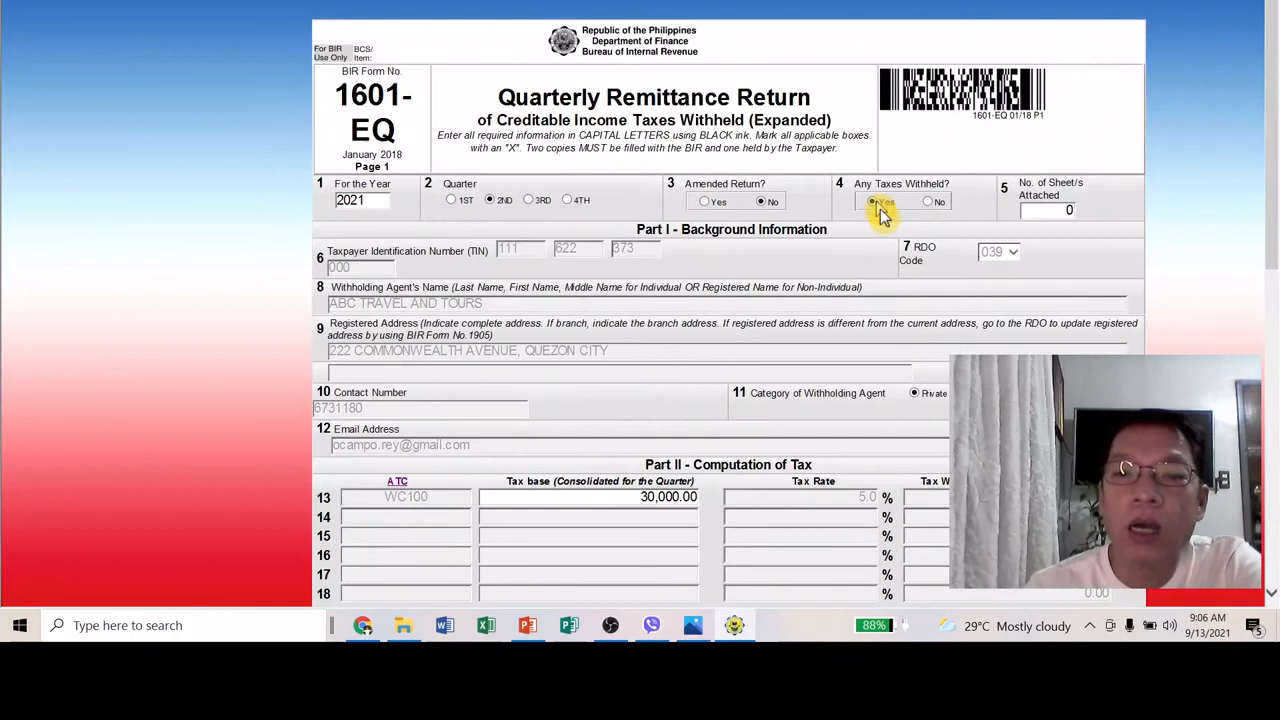 Republic of the Philippines
Department of Finance
Bureau of Internal Revenue
For BIR BCS/
Use Only Item:
BIR Form No.
1601-
EQ
January 2018
Page 1
Quarterly Remittance Return
of Creditable Income Taxes Withheld (Expanded)
Enter all required information in CAPITAL LETTERS using BLACK ink. Mark all applicable boxes
with an "X". Two copies MUST be filled with the BIR and one held by the Taxpayer.
1601-EQ 01/18 P1
1 For the Year
2021
2 Quarter
1ST 2ND 3RD 4TH
3 Amended Return?
Yes No
4 Any Taxes Withheld?
Yes No
5 No. of Sheet/s
Attached
0
Part I - Background Information
6 Taxpayer Identification Number (TIN) 111 622 373
000
7 RDO
Code
039
8 Withholding Agent's Name (Last Name, First Name, Middle Name for Individual OR Registered Name for Non-Individual)
ABC TRAVEL AND TOURS
9 Registered Address (Indicate complete address. If branch, indicate the branch address. If registered address is different from the current address, go to the RDO to update registered
address by using BIR Form No.1905)
222 COMMONWEALTH AVENUE, QUEZON CITY
10 Contact Number
6731180
11 Category of Withholding Agent Private
12 Email Address
ocampo.rey@gmail.com
Part II - Computation of Tax
ATC Tax base (Consolidated for the Quarter) Tax Rate Tax W
13 WC100 30,000.00 5.0 %
14 %
15 %
16 %
17 %
18 % 0.00
Type here to search
88%
29°C Mostly cloudy
9:06 AM
9/13/2021
5